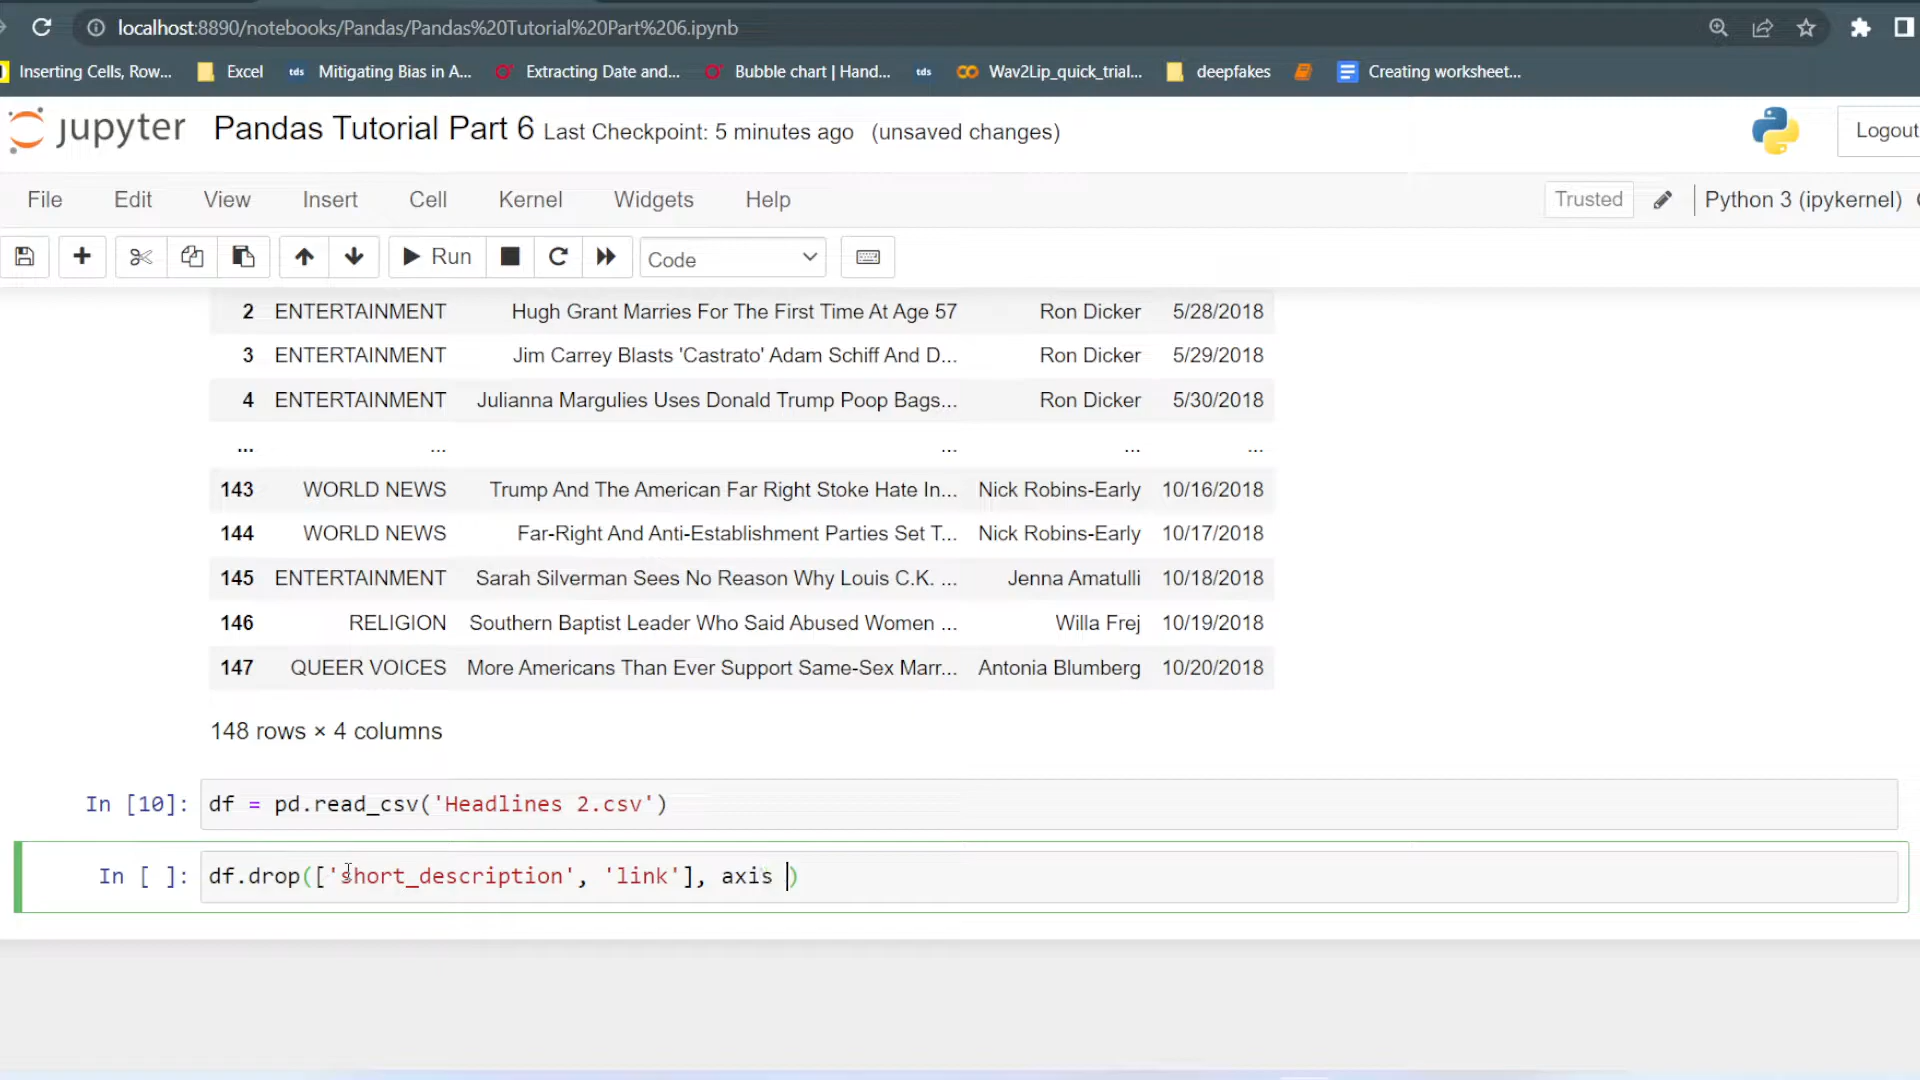 localhost:8890/notebooks/Pandas/Pandas%20Tutorial%20Part%206.ipynb
Inserting Cells, Row... Excel tds Mitigating Bias in A... Extracting Date and... Bubble chart | Hand... tds Wav2Lip_quick_trial... deepfakes Creating worksheet...
jupyter Pandas Tutorial Part 6 Last Checkpoint: 5 minutes ago (unsaved changes) Logout
File Edit View Insert Cell Kernel Widgets Help Trusted Python 3 (ipykernel)
Run Code
2 ENTERTAINMENT Hugh Grant Marries For The First Time At Age 57 Ron Dicker 5/28/2018
3 ENTERTAINMENT Jim Carrey Blasts 'Castrato' Adam Schiff And D... Ron Dicker 5/29/2018
4 ENTERTAINMENT Julianna Margulies Uses Donald Trump Poop Bags... Ron Dicker 5/30/2018
... ... ... ... ...
143 WORLD NEWS Trump And The American Far Right Stoke Hate In... Nick Robins-Early 10/16/2018
144 WORLD NEWS Far-Right And Anti-Establishment Parties Set T... Nick Robins-Early 10/17/2018
145 ENTERTAINMENT Sarah Silverman Sees No Reason Why Louis C.K. ... Jenna Amatulli 10/18/2018
146 RELIGION Southern Baptist Leader Who Said Abused Women ... Willa Frej 10/19/2018
147 QUEER VOICES More Americans Than Ever Support Same-Sex Marr... Antonia Blumberg 10/20/2018
148 rows × 4 columns
In [10]: df = pd.read_csv('Headlines 2.csv')
In [ ]: df.drop(['short_description', 'link'], axis )